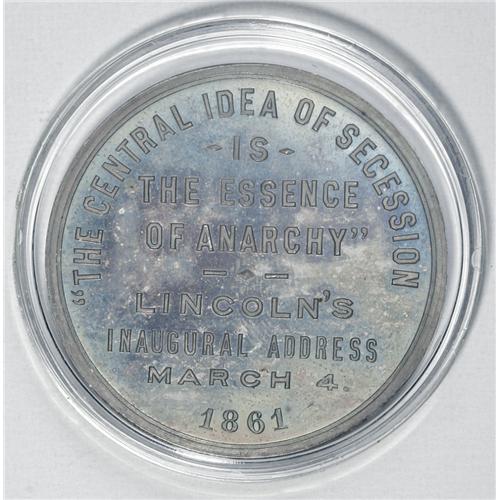 "THE CENTRAL IDEA OF SECESSION
- IS -
THE ESSENCE
OF ANARCHY"
LINCOLN'S
INAUGURAL ADDRESS
MARCH 4.
1861